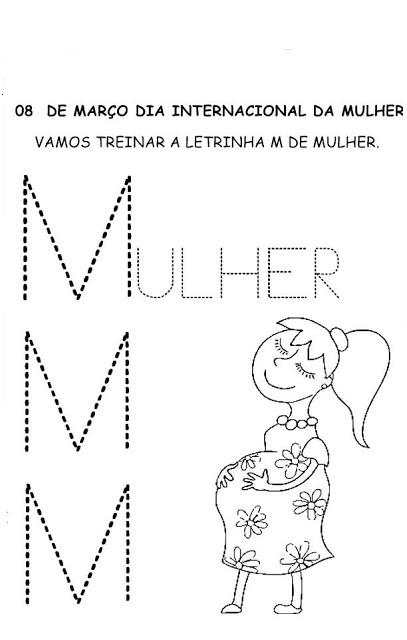 08 DE MARÇO DIA INTERNACIONAL DA MULHER
VAMOS TREINAR A LETRINHA M DE MULHER.
MULHER
M
M